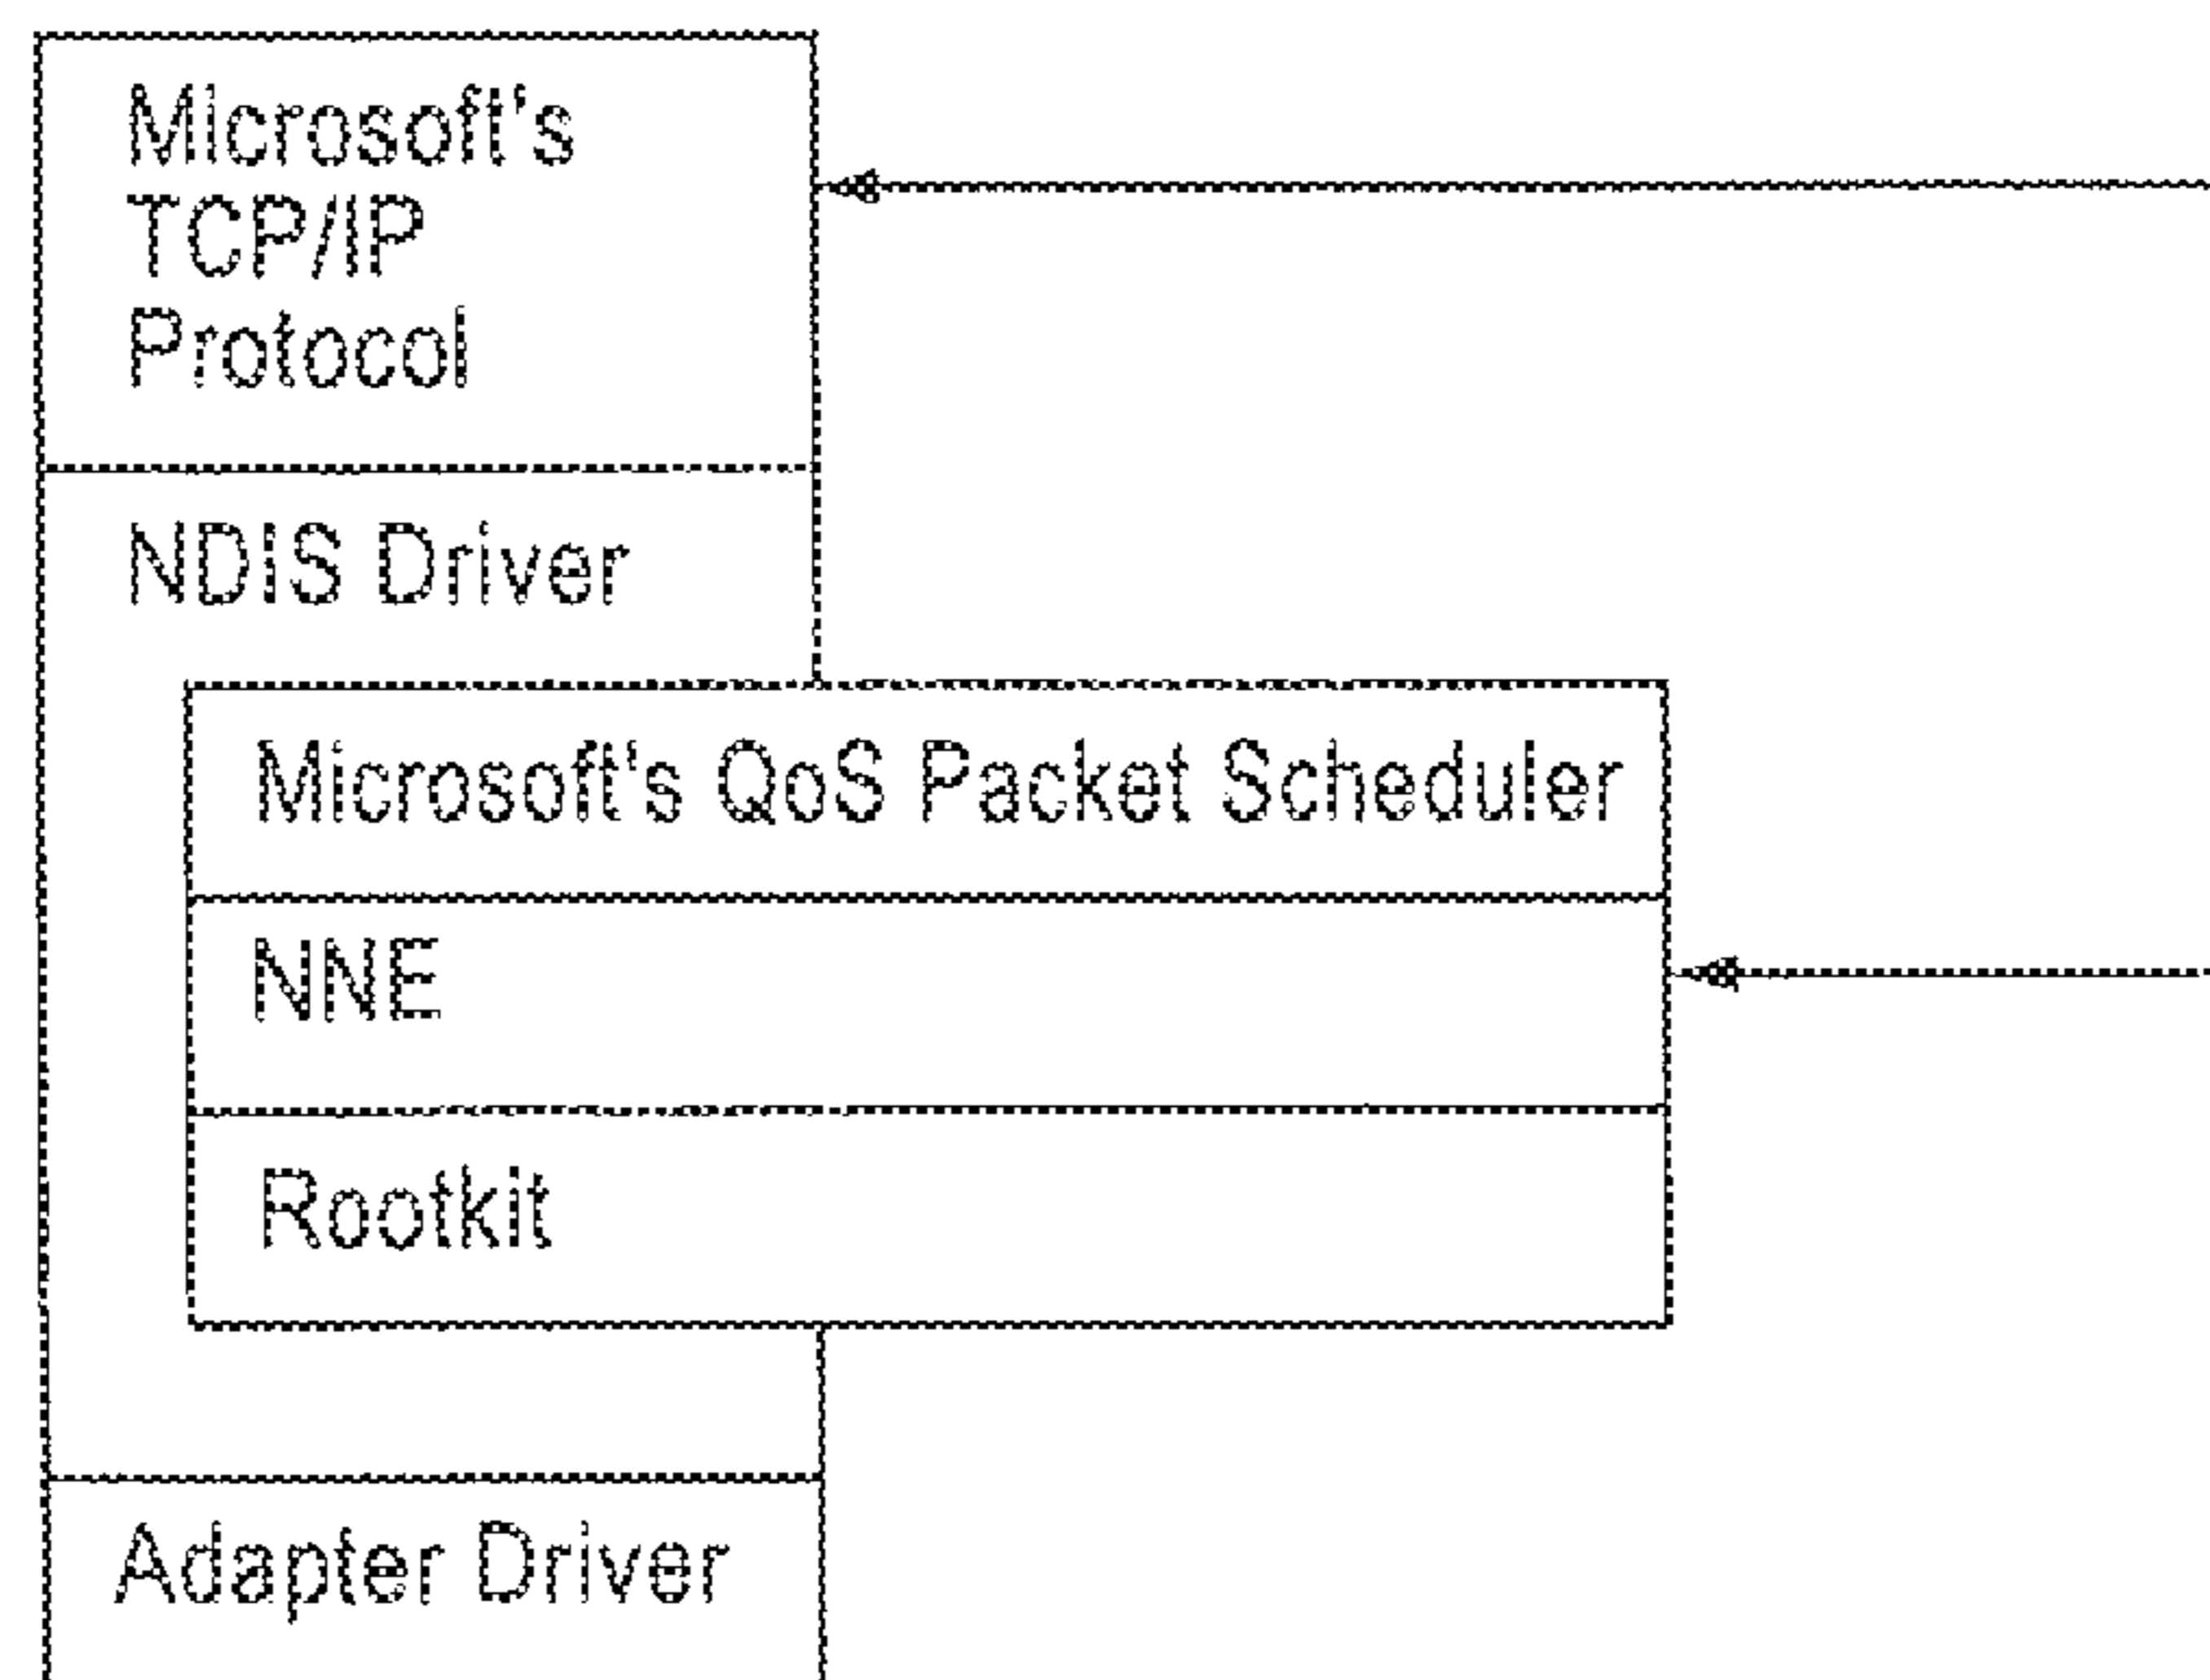 Microsoft's
TCP/IP
Protocol
NDIS Driver
Microsoft's QoS Packet Scheduler
NNE
Rootkit
Adapter Driver